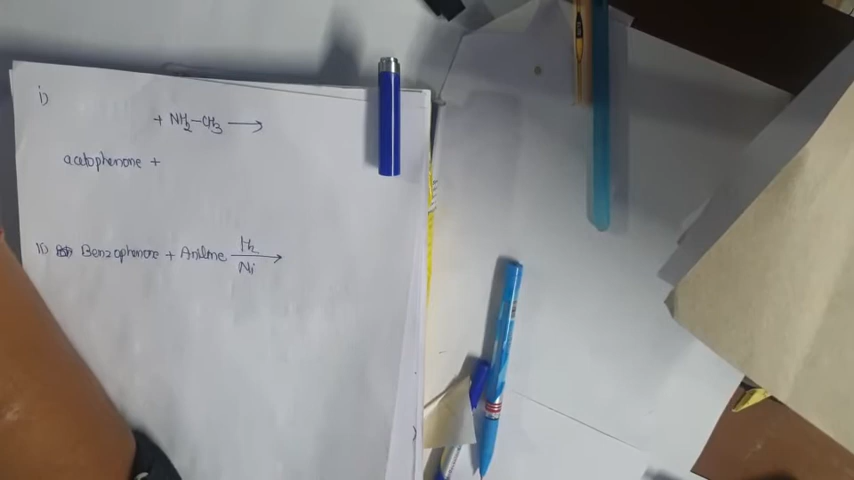 i)
+ NH2-CH3 ⟶
acetophenone +
ii) Benzophenone + Aniline H2/Ni ⟶